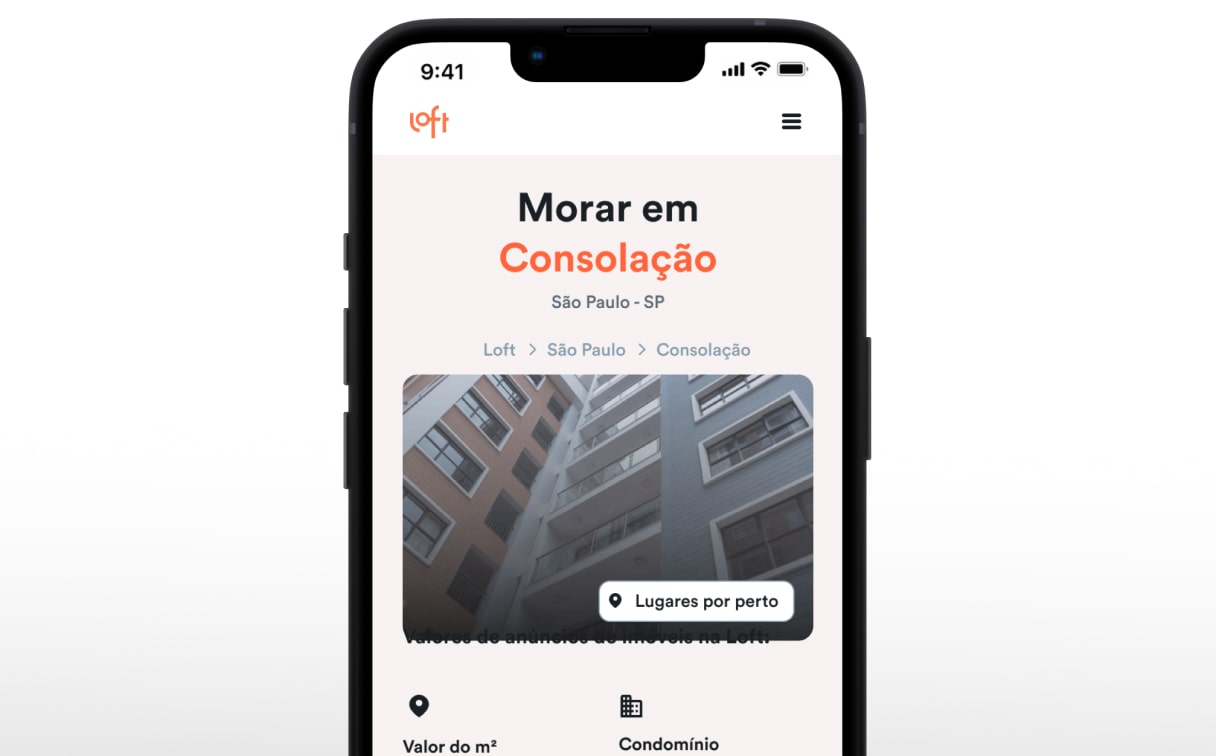 9:41
Loft
Morar em
Consolação
São Paulo - SP
Loft > São Paulo > Consolação
Lugares por perto
Valores de anúncios de imóveis na Loft:
Valor do m²
Condomínio